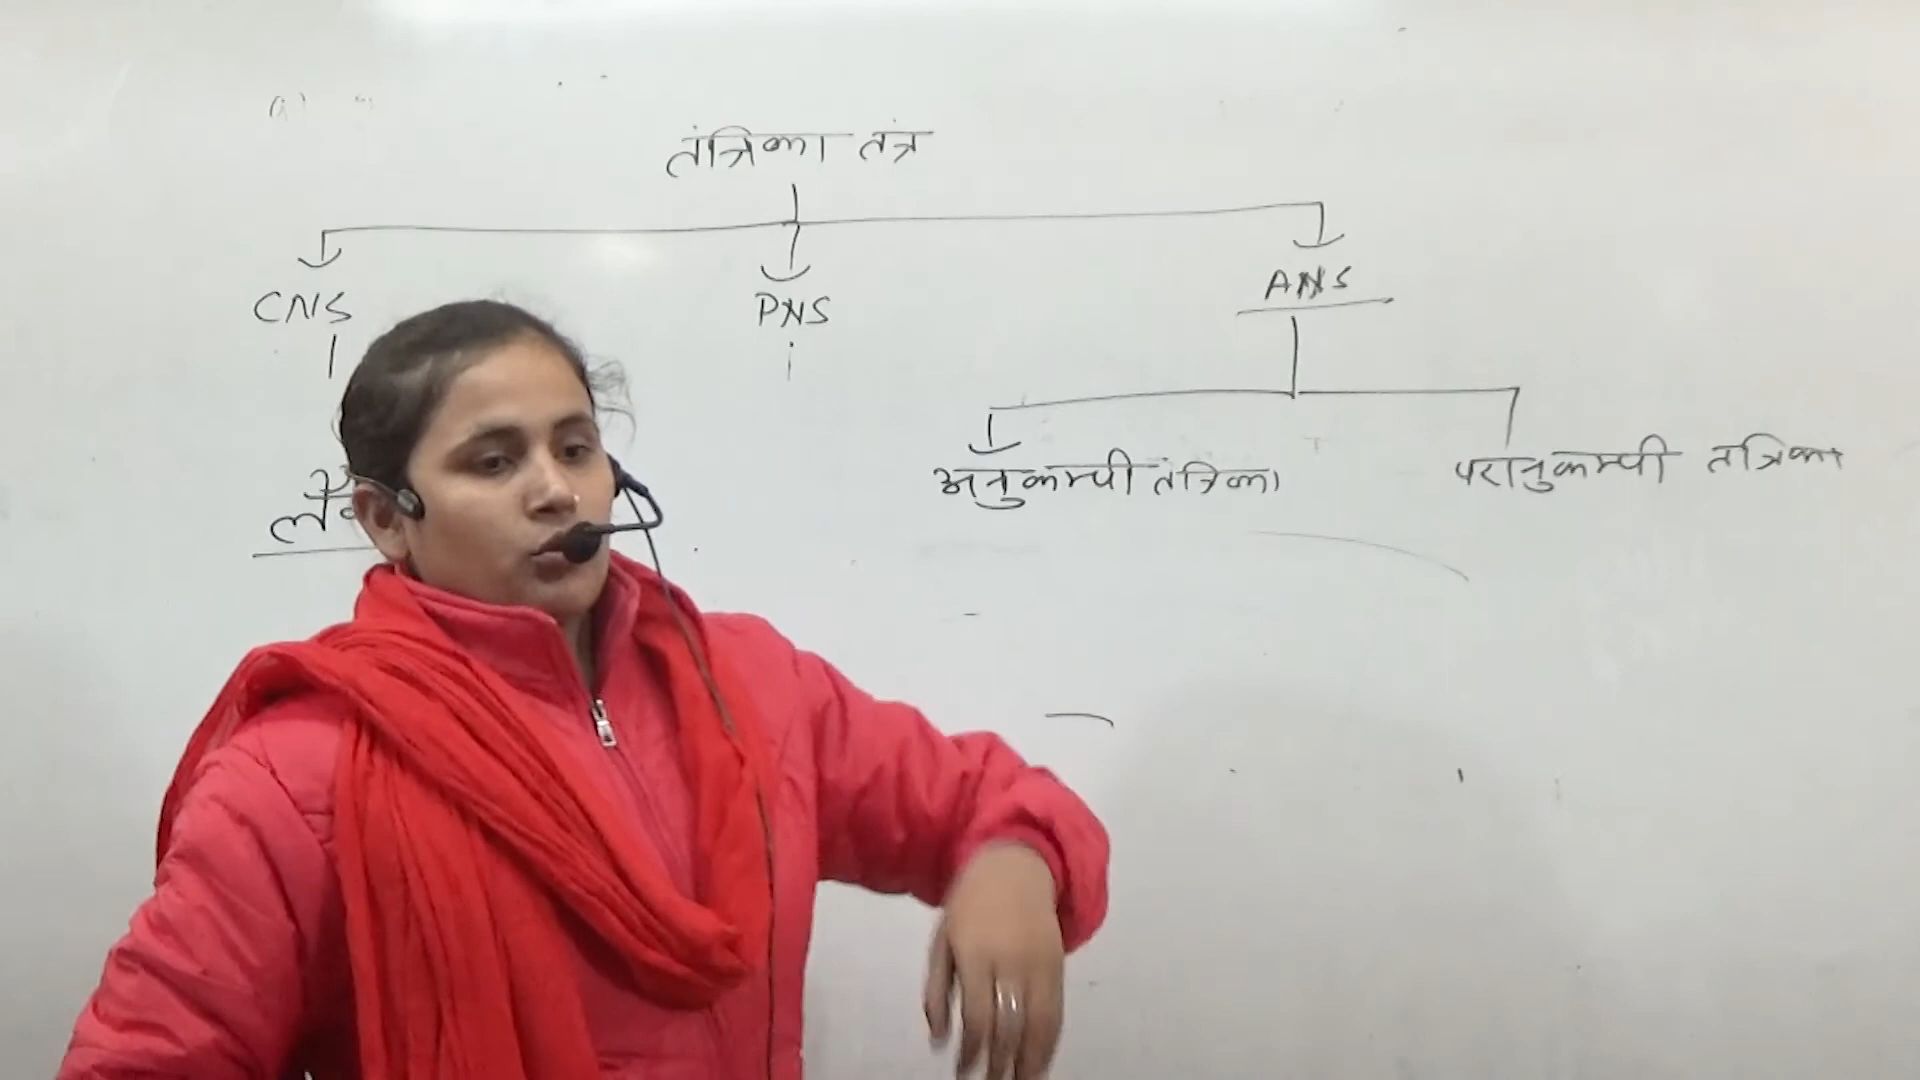 तंत्रिका तंत्र
CNS PNS ANS
अनुकम्पी तंत्रिका परानुकम्पी तंत्रिका